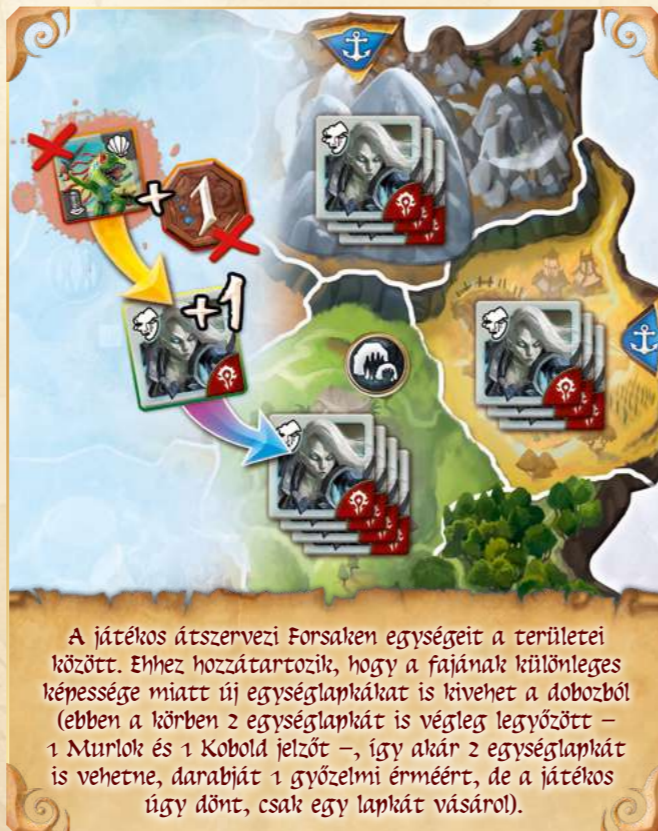 + 1
+1
A játékos átszervezi Forsaken egységeit a területei
között. Ehhez hozzátartozik, hogy a fajának különleges
képessége miatt új egységlapkákat is kivehet a dobozból
(ebben a körben 2 egységlapkát is végleg legyőzött –
1 Murlok és 1 Kobold jelzőt –, így akár 2 egységlapkát
is vehetne, darabját 1 győzelmi érméért, de a játékos
úgy dönt, csak egy lapkát vásárol).